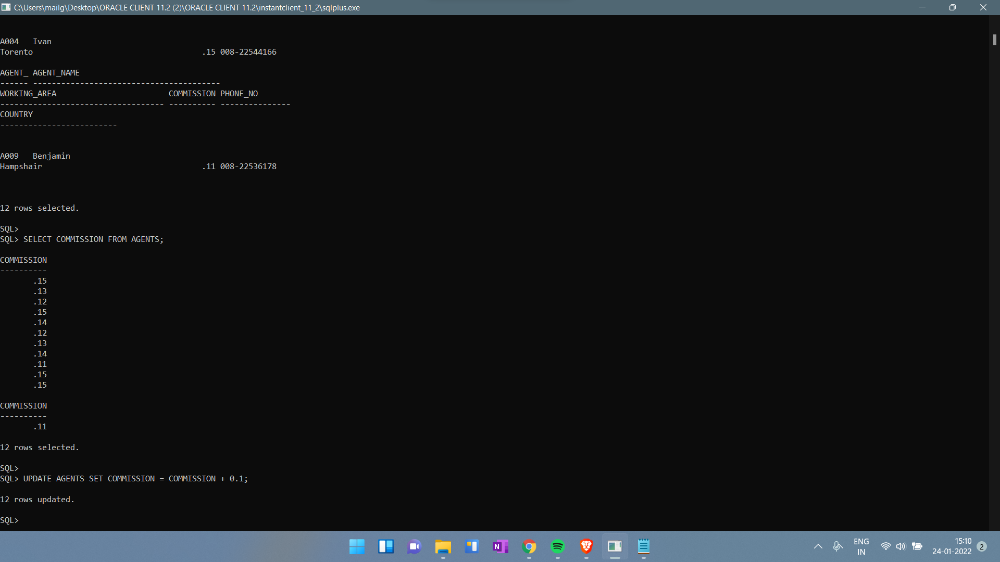 C:\Users\mailg\Desktop\ORACLE CLIENT 11.2 (2)\ORACLE CLIENT 11.2\instantclient_11_2\sqlplus.exe
A004   Ivan
Torento                                    .15 008-22544166
AGENT_ AGENT_NAME
------ ----------------------------------------
WORKING_AREA                        COMMISSION PHONE_NO
----------------------------------- ---------- ---------------
COUNTRY
-------------------------
A009   Benjamin
Hampshair                                  .11 008-22536178
12 rows selected.
SQL>
SQL> SELECT COMMISSION FROM AGENTS;
COMMISSION
----------
.15
.13
.12
.15
.14
.12
.13
.14
.11
.15
.15
COMMISSION
----------
.11
12 rows selected.
SQL>
SQL> UPDATE AGENTS SET COMMISSION = COMMISSION + 0.1;
12 rows updated.
SQL>
N
ENG
IN
15:10
24-01-2022
2